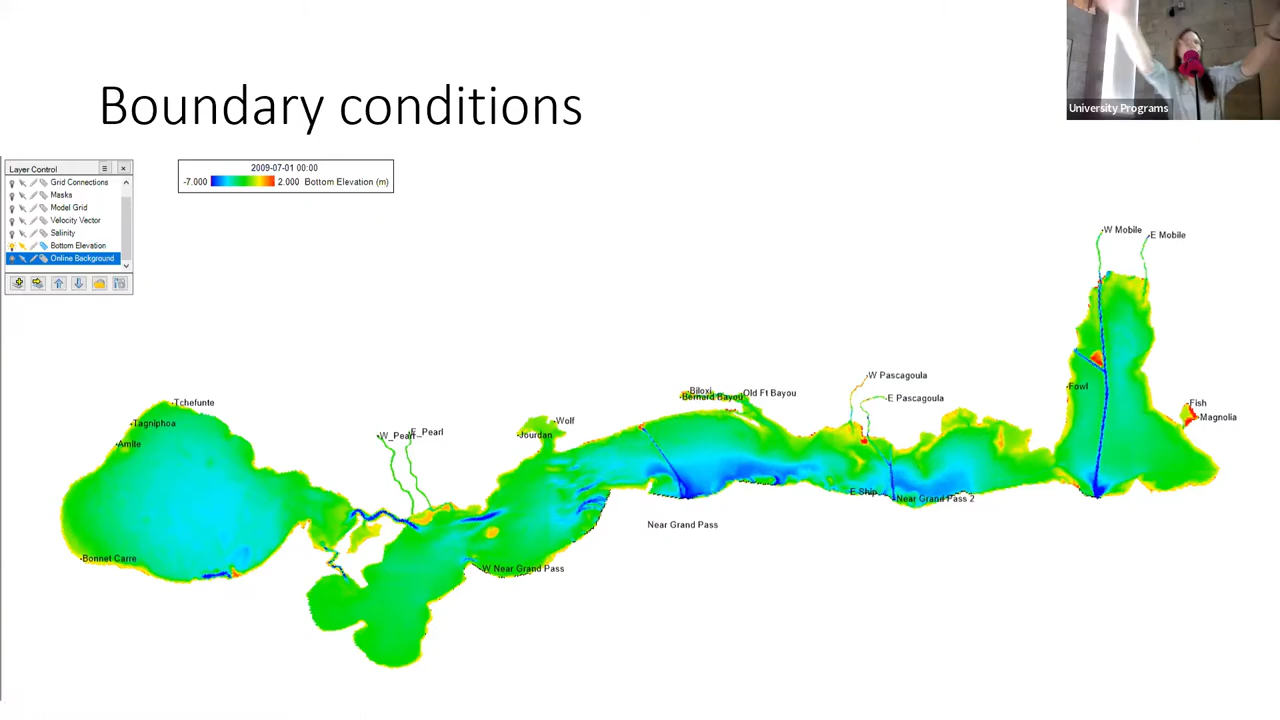 Boundary conditions
University Programs
Layer Control
Grid Connections
Masks
Model Grid
Velocity Vector
Salinity
Bottom Elevation
Online Background
2009-07-01 00:00
-7.000 2.000 Bottom Elevation (m)
W Mobile
E Mobile
W Pascagoula
E Pascagoula
Biloxi
Bernard Bayou
Old Ft Bayou
Fowl
Fish
Magnolia
Tchefunte
Tagniphoa
Amite
W_Pearl
E_Pearl
Wolf
Jourdan
E Ship
Near Grand Pass 2
Near Grand Pass
Bonnet Carre
W Near Grand Pass